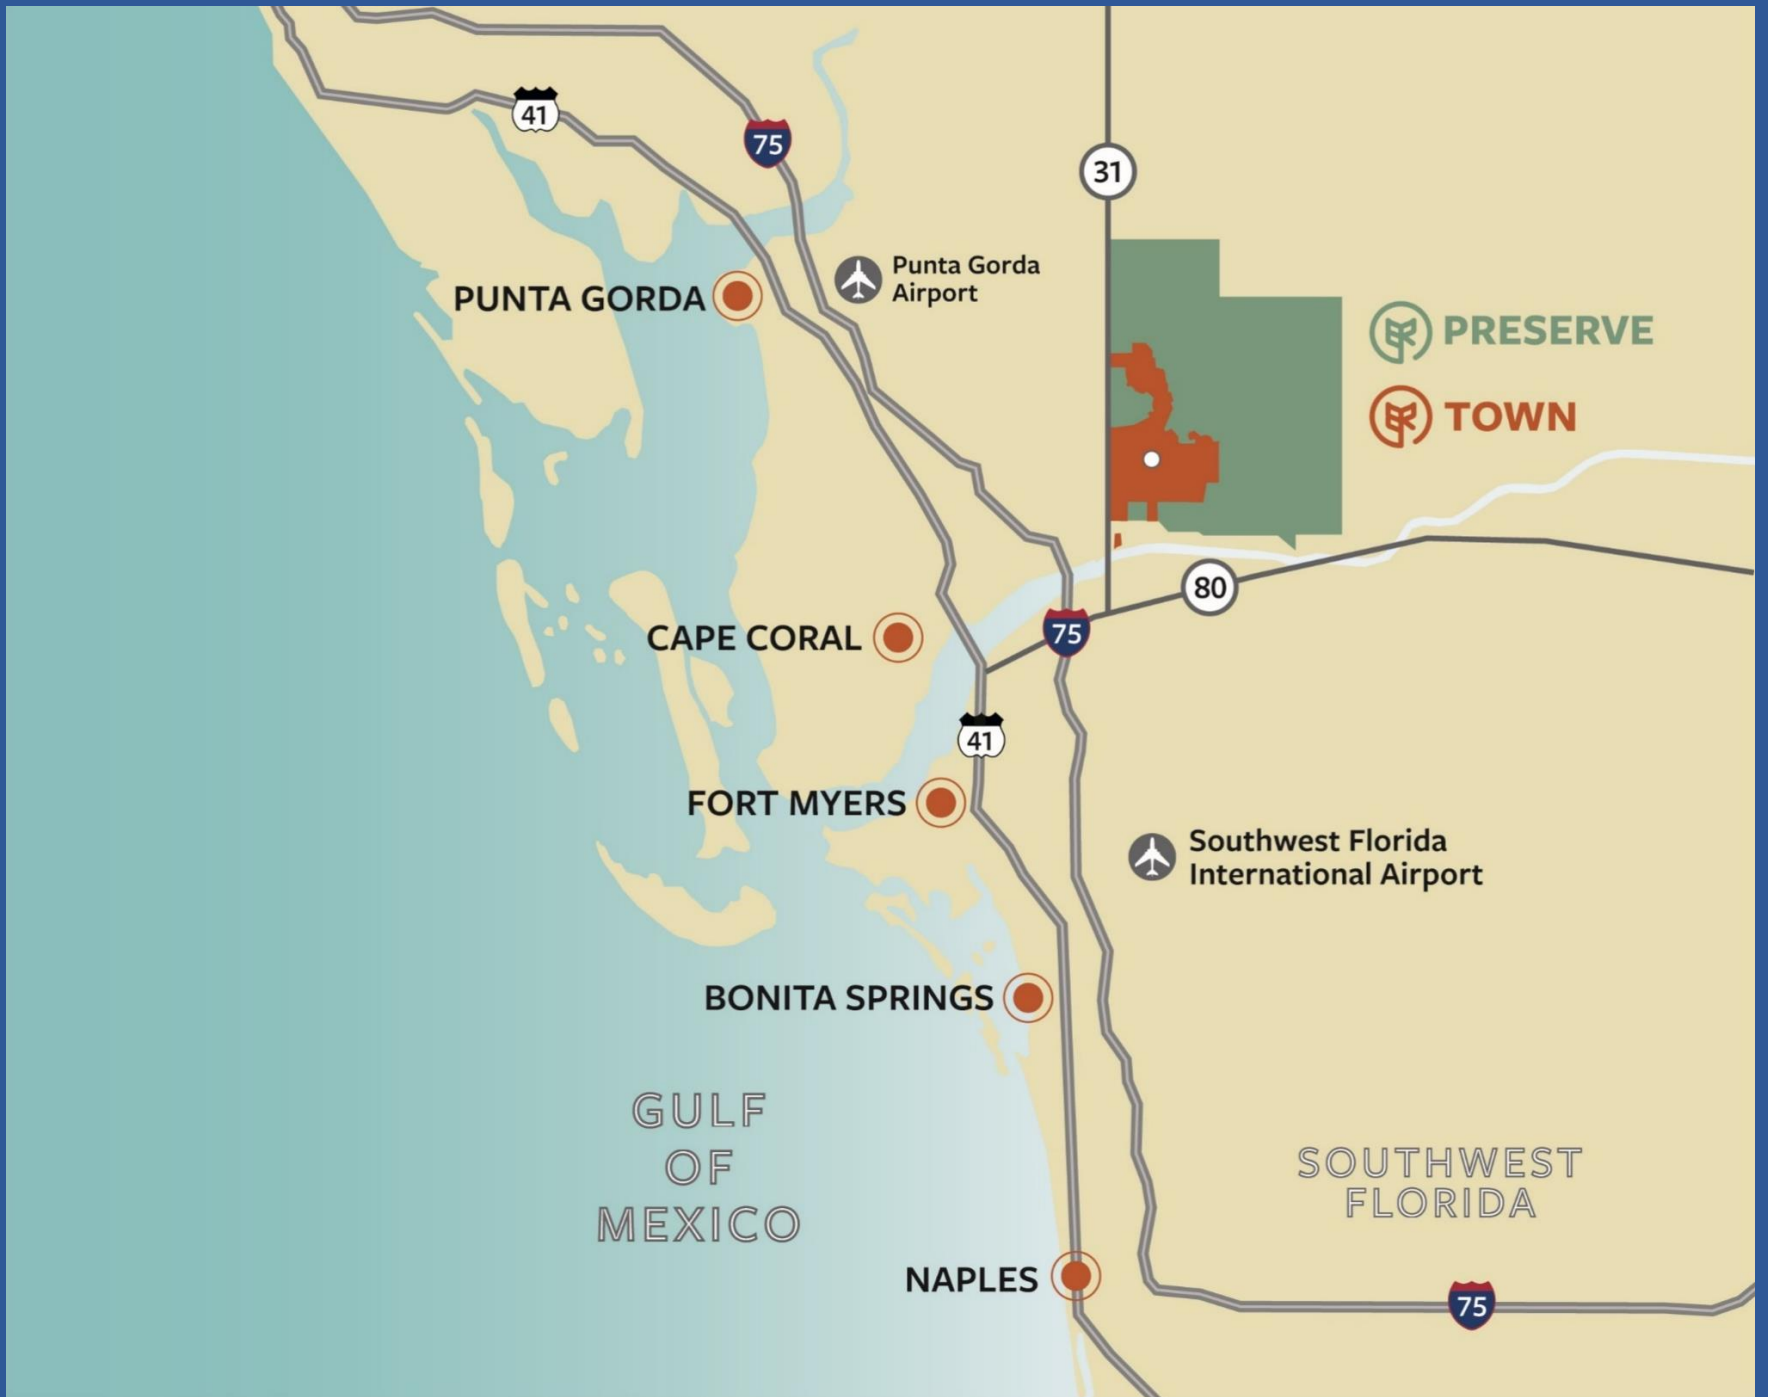 41
75
31
Punta Gorda
Airport
PUNTA GORDA
PRESERVE
TOWN
80
75
CAPE CORAL
41
FORT MYERS
Southwest Florida
International Airport
BONITA SPRINGS
GULF
OF
MEXICO
SOUTHWEST
FLORIDA
NAPLES
75